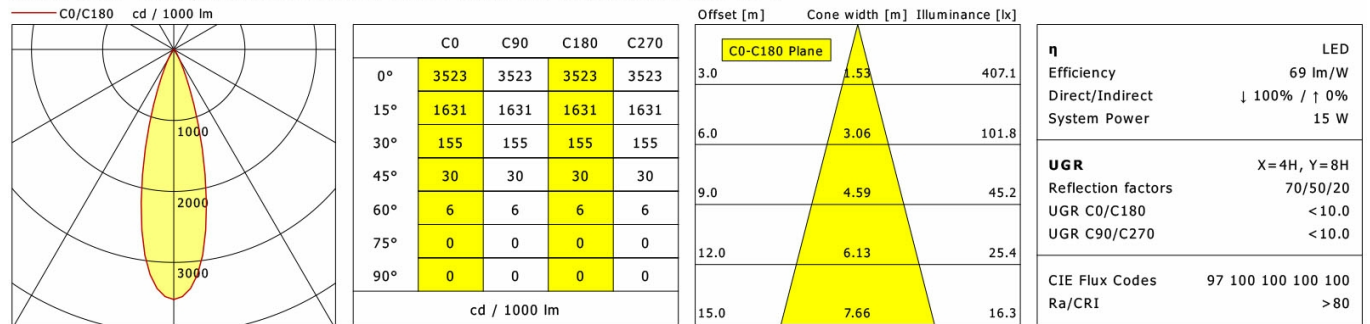 C0/C180 cd / 1000 lm
1000
2000
3000
C0 C90 C180 C270
0° 3523 3523 3523 3523
15° 1631 1631 1631 1631
30° 155 155 155 155
45° 30 30 30 30
60° 6 6 6 6
75° 0 0 0 0
90° 0 0 0 0
cd / 1000 lm
Offset [m] Cone width [m] Illuminance [lx]
C0-C180 Plane
3.0 1.53 407.1
6.0 3.06 101.8
9.0 4.59 45.2
12.0 6.13 25.4
15.0 7.66 16.3
η LED
Efficiency 69 lm/W
Direct/Indirect ↓ 100% / ↑ 0%
System Power 15 W
UGR X=4H, Y=8H
Reflection factors 70/50/20
UGR C0/C180 <10.0
UGR C90/C270 <10.0
CIE Flux Codes 97 100 100 100 100
Ra/CRI >80